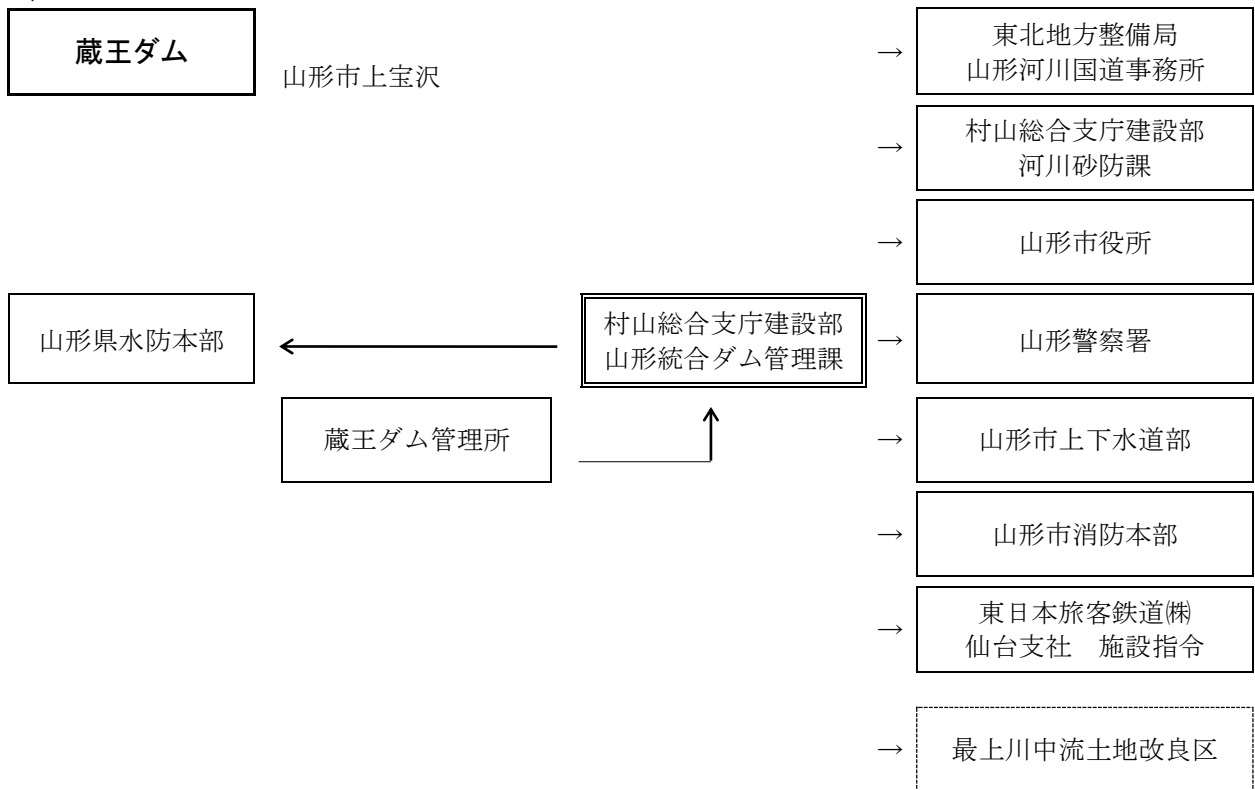 蔵王ダム
山形市上宝沢
→
東北地方整備局
山形河川国道事務所
→
村山総合支庁建設部
河川砂防課
→
山形市役所
山形県水防本部
村山総合支庁建設部
山形統合ダム管理課
→
山形警察署
蔵王ダム管理所
→
山形市上下水道部
→
山形市消防本部
→
東日本旅客鉄道㈱
仙台支社　施設指令
→
最上川中流土地改良区